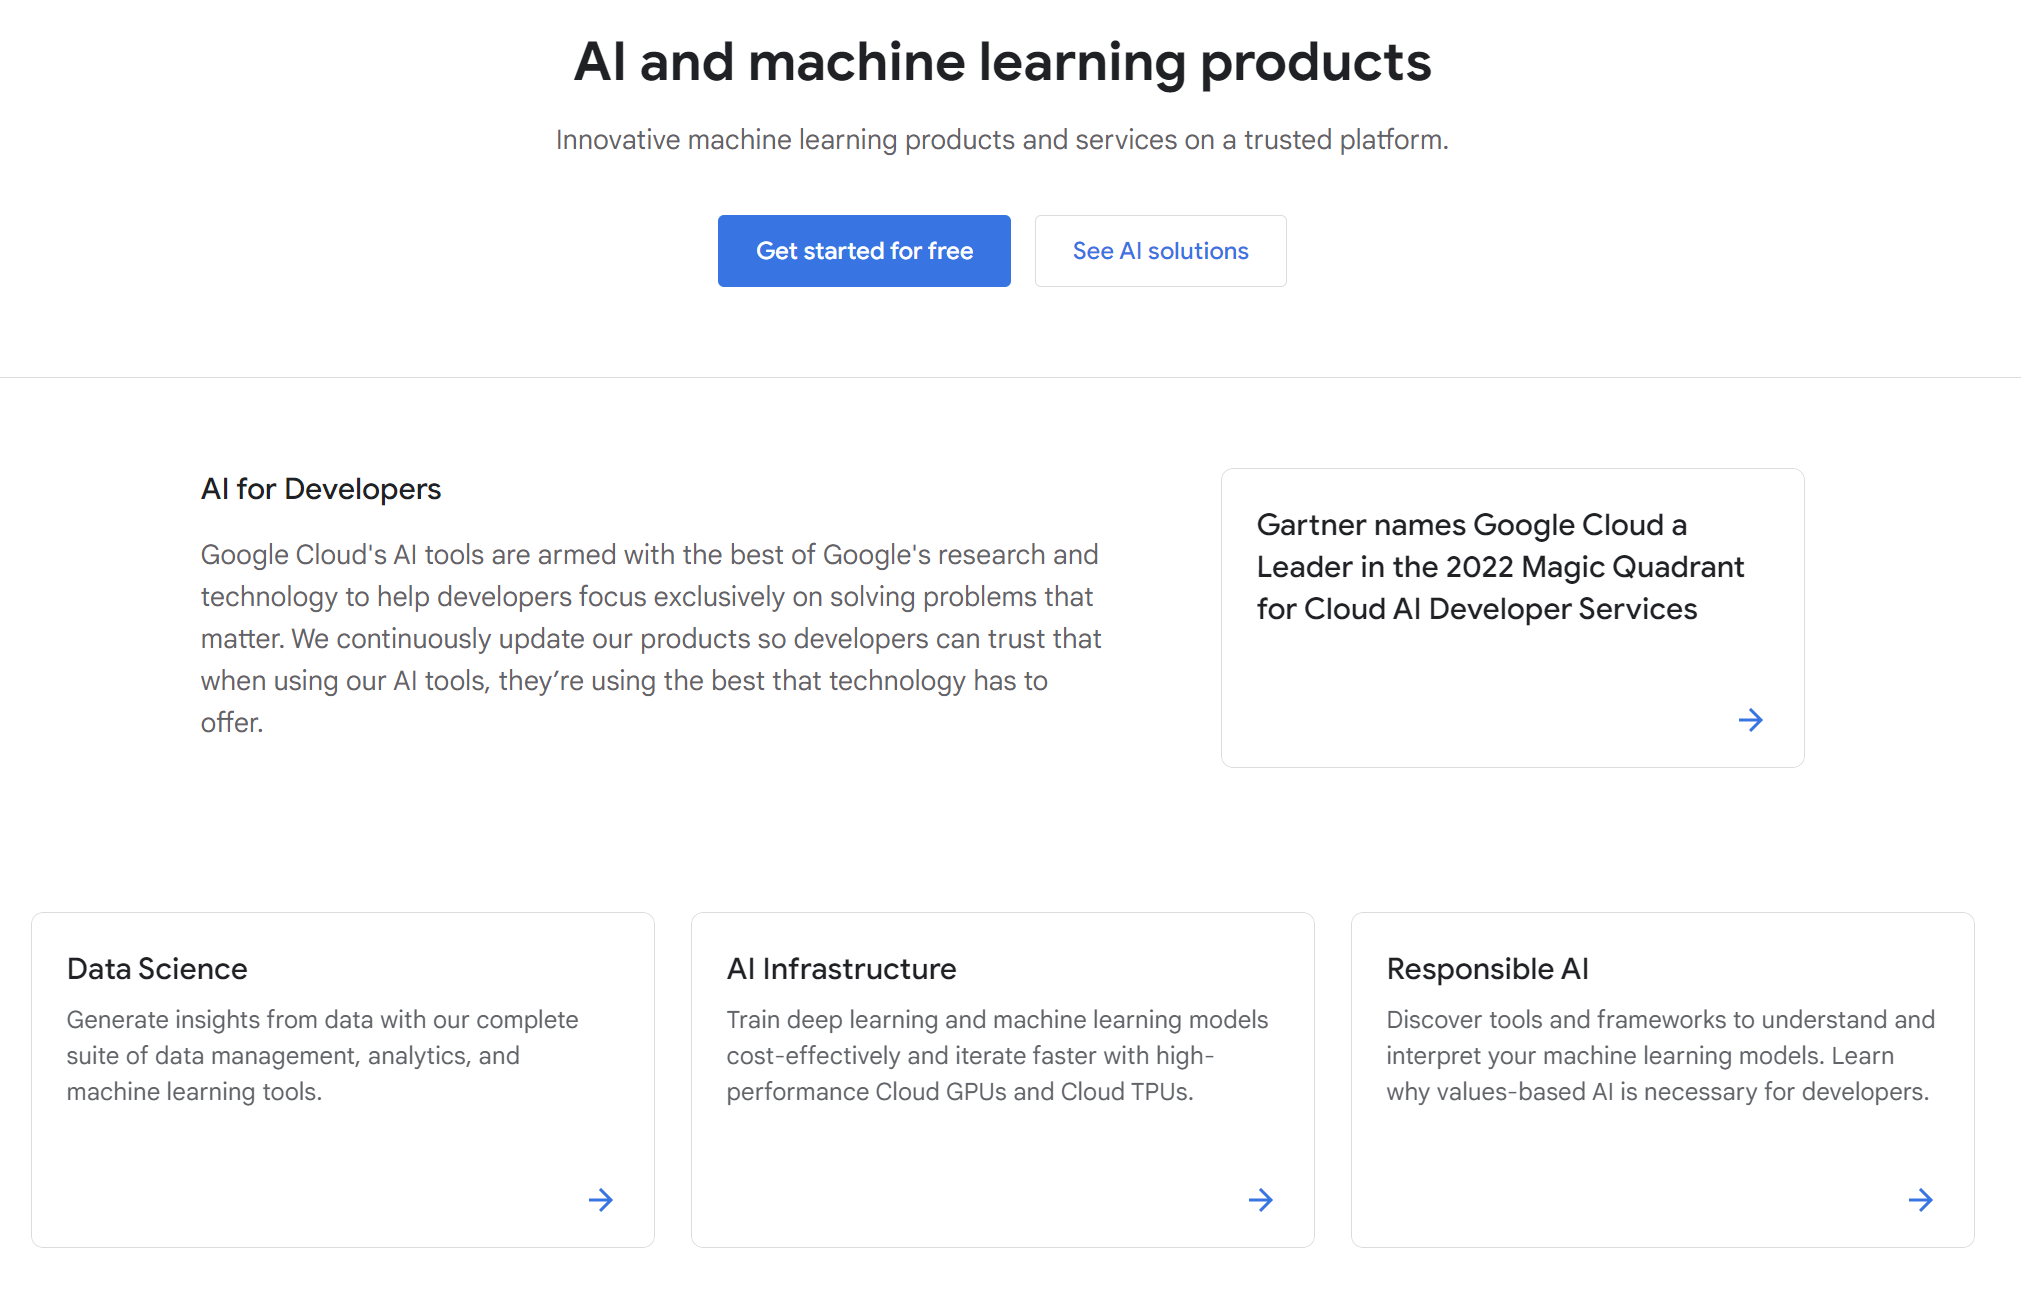 AI and machine learning products
Innovative machine learning products and services on a trusted platform.
Get started for free
See AI solutions
AI for Developers
Google Cloud's AI tools are armed with the best of Google's research and
technology to help developers focus exclusively on solving problems that
matter. We continuously update our products so developers can trust that
when using our AI tools, they’re using the best that technology has to
offer.
Gartner names Google Cloud a
Leader in the 2022 Magic Quadrant
for Cloud AI Developer Services
Data Science
Generate insights from data with our complete
suite of data management, analytics, and
machine learning tools.
AI Infrastructure
Train deep learning and machine learning models
cost-effectively and iterate faster with high-
performance Cloud GPUs and Cloud TPUs.
Responsible AI
Discover tools and frameworks to understand and
interpret your machine learning models. Learn
why values-based AI is necessary for developers.